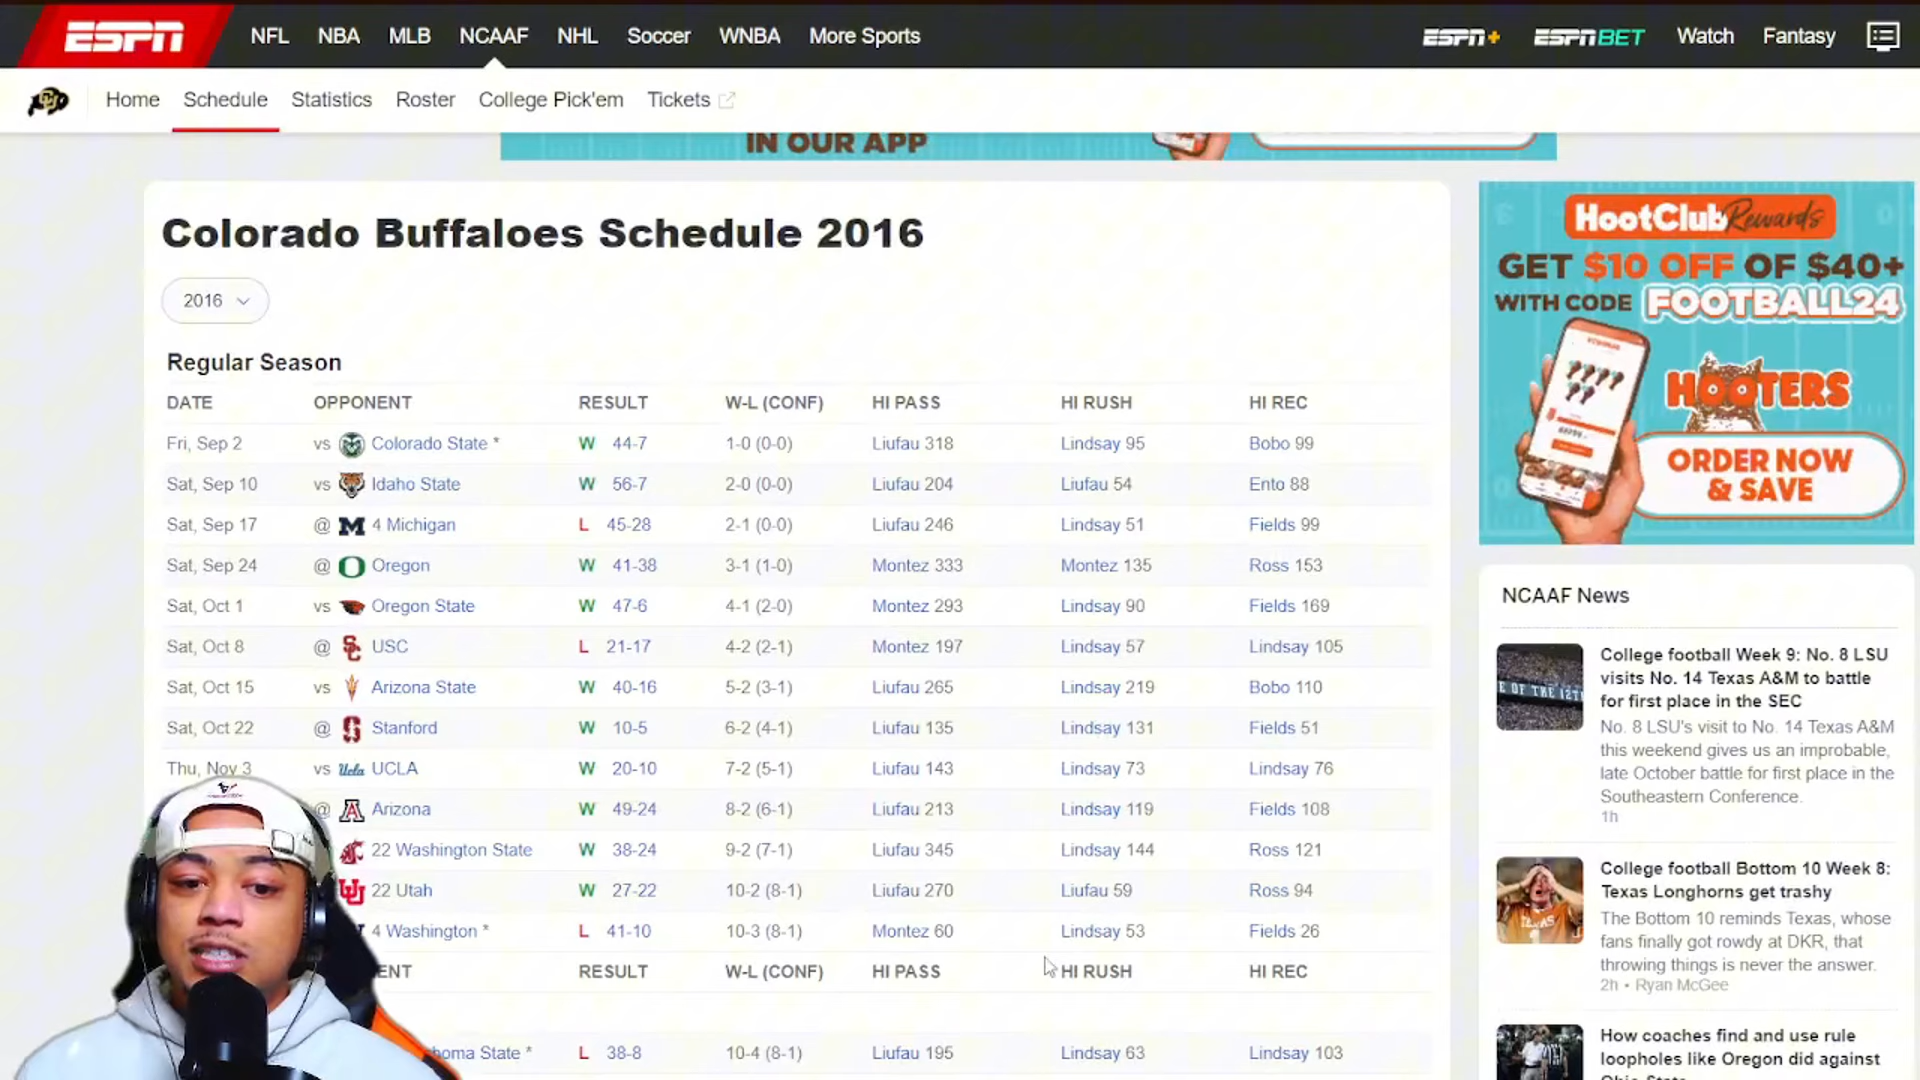 ESPN NFL NBA MLB NCAAF NHL Soccer WNBA More Sports ESPN+ ESPN BET Watch Fantasy
Home Schedule Statistics Roster College Pick'em Tickets
IN OUR APP
Colorado Buffaloes Schedule 2016
2016
Regular Season
DATE OPPONENT RESULT W-L (CONF) HI PASS HI RUSH HI REC
Fri, Sep 2 vs Colorado State * W 44-7 1-0 (0-0) Liufau 318 Lindsay 95 Bobo 99
Sat, Sep 10 vs Idaho State W 56-7 2-0 (0-0) Liufau 204 Liufau 54 Ento 88
Sat, Sep 17 @ 4 Michigan L 45-28 2-1 (0-0) Liufau 246 Lindsay 51 Fields 99
Sat, Sep 24 @ Oregon W 41-38 3-1 (1-0) Montez 333 Montez 135 Ross 153
Sat, Oct 1 vs Oregon State W 47-6 4-1 (2-0) Montez 293 Lindsay 90 Fields 169
Sat, Oct 8 @ USC L 21-17 4-2 (2-1) Montez 197 Lindsay 57 Lindsay 105
Sat, Oct 15 vs Arizona State W 40-16 5-2 (3-1) Liufau 265 Lindsay 219 Bobo 110
Sat, Oct 22 @ Stanford W 10-5 6-2 (4-1) Liufau 135 Lindsay 131 Fields 51
Thu, Nov 3 vs Ucla UCLA W 20-10 7-2 (5-1) Liufau 143 Lindsay 73 Lindsay 76
@ Arizona W 49-24 8-2 (6-1) Liufau 213 Lindsay 119 Fields 108
22 Washington State W 38-24 9-2 (7-1) Liufau 345 Lindsay 144 Ross 121
22 Utah W 27-22 10-2 (8-1) Liufau 270 Liufau 59 Ross 94
4 Washington * L 41-10 10-3 (8-1) Montez 60 Lindsay 53 Fields 26
ENT RESULT W-L (CONF) HI PASS HI RUSH HI REC
homa State * L 38-8 10-4 (8-1) Liufau 195 Lindsay 63 Lindsay 103
HootClub Rewards
GET $10 OFF OF $40+
WITH CODE FOOTBALL24
HOOTERS
ORDER NOW
& SAVE
NCAAF News
College football Week 9: No. 8 LSU
visits No. 14 Texas A&M to battle
for first place in the SEC
No. 8 LSU's visit to No. 14 Texas A&M
this weekend gives us an improbable,
late October battle for first place in the
Southeastern Conference.
1h
College football Bottom 10 Week 8:
Texas Longhorns get trashy
The Bottom 10 reminds Texas, whose
fans finally got rowdy at DKR, that
throwing things is never the answer.
2h • Ryan McGee
How coaches find and use rule
loopholes like Oregon did against